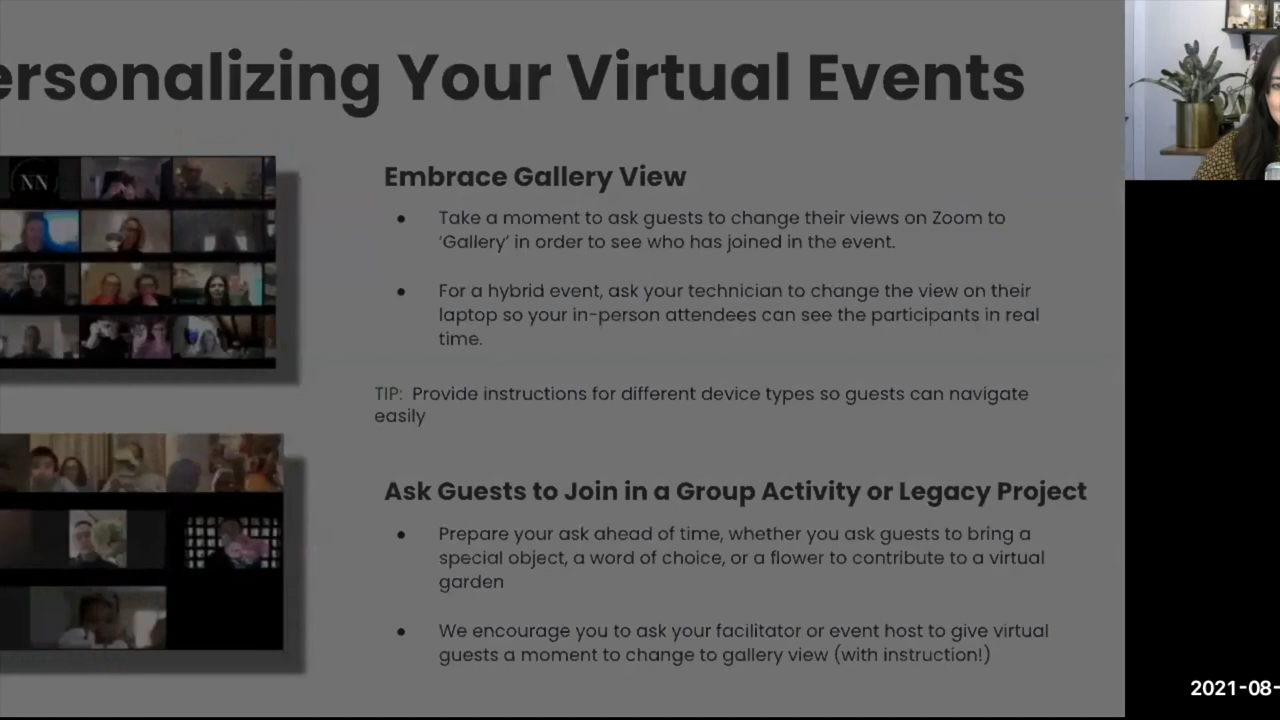 ersonalizing Your Virtual Events
NN
Embrace Gallery View
● Take a moment to ask guests to change their views on Zoom to
‘Gallery’ in order to see who has joined in the event.
● For a hybrid event, ask your technician to change the view on their
laptop so your in-person attendees can see the participants in real
time.
TIP: Provide instructions for different device types so guests can navigate
easily
Ask Guests to Join in a Group Activity or Legacy Project
● Prepare your ask ahead of time, whether you ask guests to bring a
special object, a word of choice, or a flower to contribute to a virtual
garden
● We encourage you to ask your facilitator or event host to give virtual
guests a moment to change to gallery view (with instruction!)
2021-08-